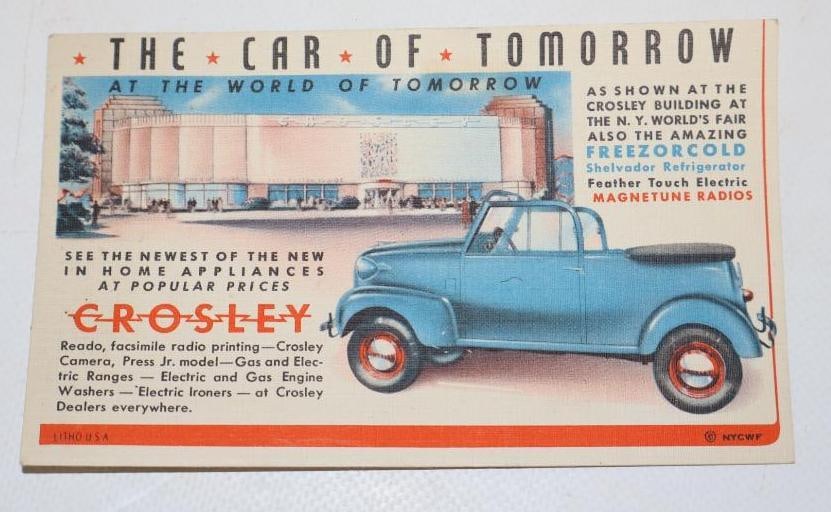 ★ THE ★ CAR ★ OF ★ TOMORROW
AT THE WORLD OF TOMORROW
AS SHOWN AT THE
CROSLEY BUILDING AT
THE N. Y. WORLD'S FAIR
ALSO THE AMAZING
FREEZORCOLD
Shelvador Refrigerator
Feather Touch Electric
MAGNETUNE RADIOS
CROSLEY
SEE THE NEWEST OF THE NEW
IN HOME APPLIANCES
AT POPULAR PRICES
CROSLEY
Reado, facsimile radio printing—Crosley
Camera, Press Jr. model—Gas and Elec-
tric Ranges — Electric and Gas Engine
Washers — Electric Ironers — at Crosley
Dealers everywhere.
LITHO U S A
© NYCWF